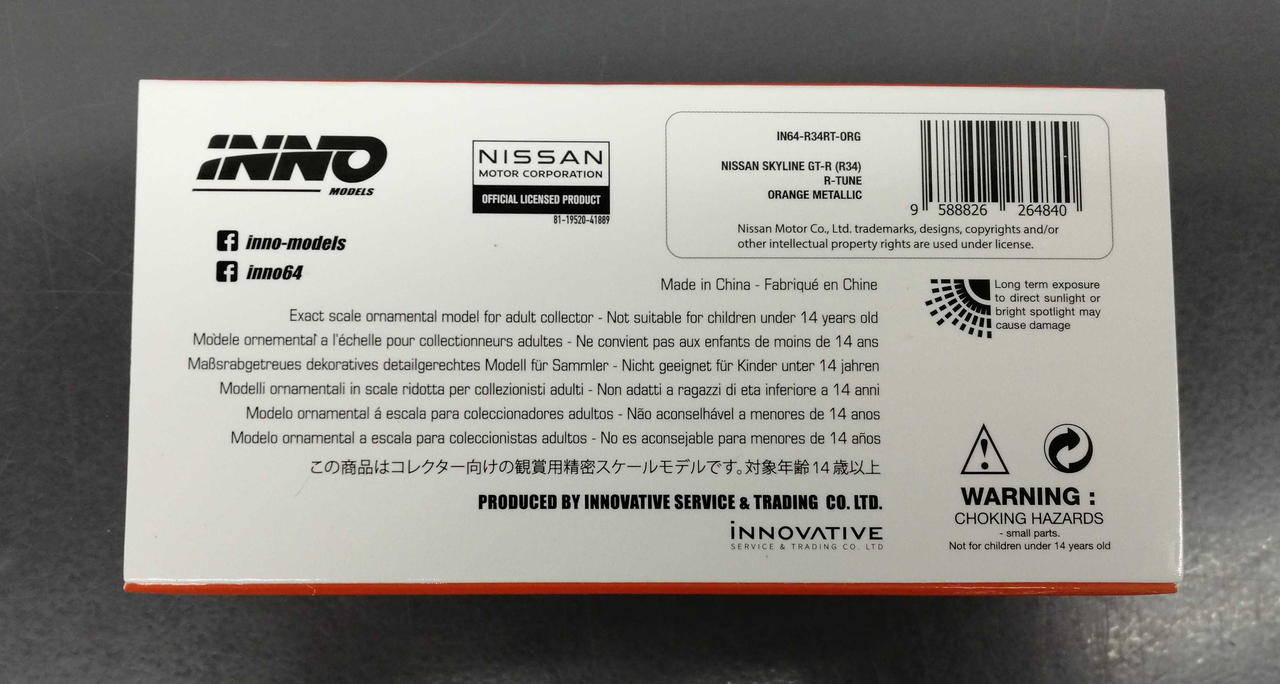 INNO
MODELS
inno-models
inno64
NISSAN
MOTOR CORPORATION
OFFICIAL LICENSED PRODUCT
81-19520-41889
IN64-R34RT-ORG
NISSAN SKYLINE GT-R (R34)
R-TUNE
ORANGE METALLIC
9 588826 264840
Nissan Motor Co., Ltd. trademarks, designs, copyrights and/or
other intellectual property rights are used under license.
Made in China - Fabriqué en Chine
Long term exposure
to direct sunlight or
bright spotlight may
cause damage
Exact scale ornamental model for adult collector - Not suitable for children under 14 years old
Modèle ornemental a l'échelle pour collectionneurs adultes - Ne convient pas aux enfants de moins de 14 ans
Maßsrabgetreues dekoratives detailgerechtes Modell für Sammler - Nicht geeignet für Kinder unter 14 jahren
Modelli ornamentali in scale ridotta per collezionisti adulti - Non adatti a ragazzi di eta inferiore a 14 anni
Modelo ornamental á escala para coleccionadores adultos - Não aconselhável a menores de 14 anos
Modelo ornamental a escala para coleccionistas adultos - No es aconsejable para menores de 14 años
この商品はコレクター向けの観賞用精密スケールモデルです。対象年齢14歳以上
PRODUCED BY INNOVATIVE SERVICE & TRADING CO. LTD.
INNOVATIVE
SERVICE & TRADING CO. LTD
WARNING :
CHOKING HAZARDS
- small parts.
Not for children under 14 years old